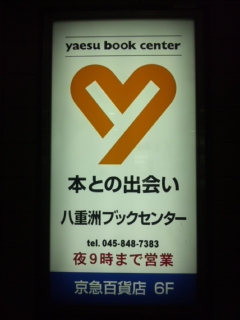 yaesu book center
本との出会い
八重洲ブックセンター
tel. 045-848-7383
夜9時まで営業
京急百貨店 6F